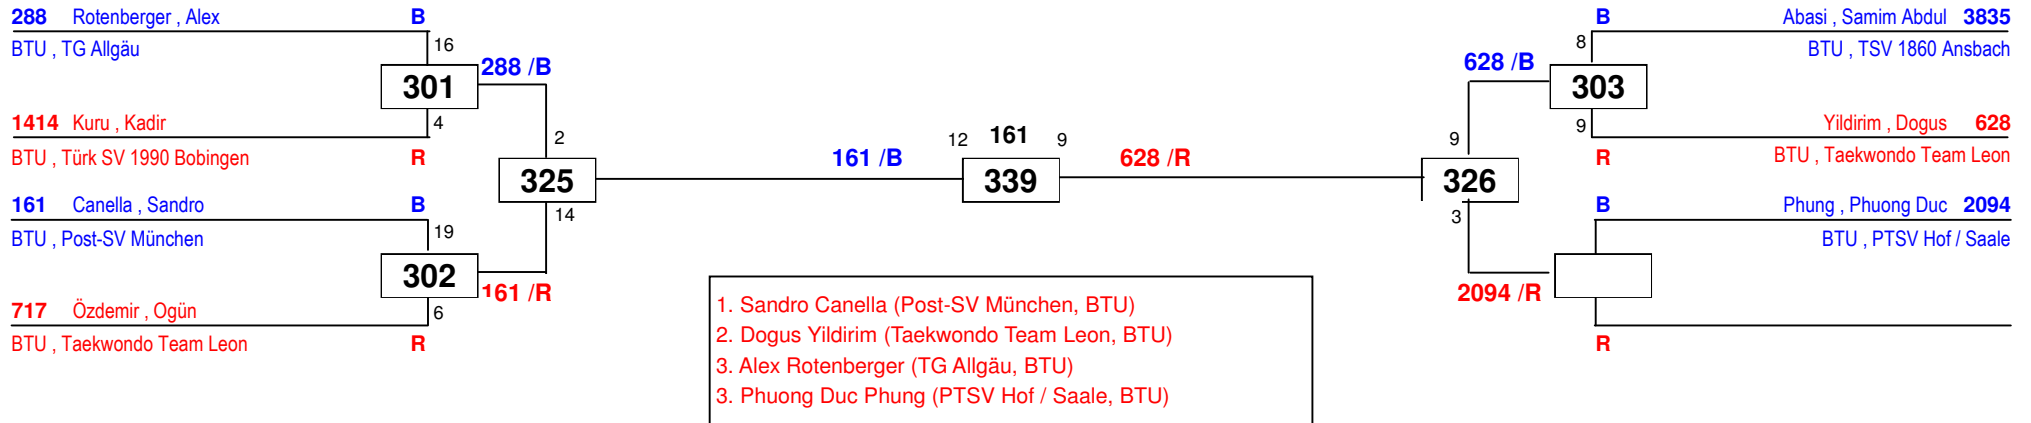 288 Rotenberger , Alex B
BTU , TG Allgäu
16
301
288 /B
4
1414 Kuru , Kadir
BTU , Türk SV 1990 Bobingen R
2
325
14
161 Canella , Sandro B
BTU , Post-SV München
19
302
161 /R
6
717 Özdemir , Ogün
BTU , Taekwondo Team Leon R
161 /B
12 161 9
339
628 /R
B Abasi , Samim Abdul 3835
BTU , TSV 1860 Ansbach
8
628 /B
303
9
Yildirim , Dogus 628
R BTU , Taekwondo Team Leon
9
326
3
B Phung , Phuong Duc 2094
BTU , PTSV Hof / Saale
2094 /R
R
1. Sandro Canella (Post-SV München, BTU)
2. Dogus Yildirim (Taekwondo Team Leon, BTU)
3. Alex Rotenberger (TG Allgäu, BTU)
3. Phuong Duc Phung (PTSV Hof / Saale, BTU)